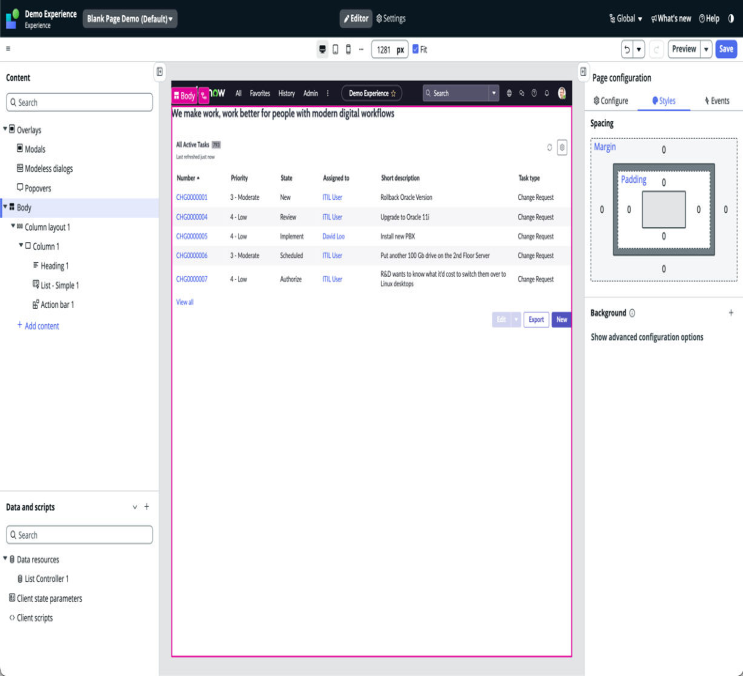 Demo Experience
Experience
Blank Page Demo (Default)
Editor
Settings
Global
What's new
Help
1281 px
Fit
Preview
Save
Content
Search
Overlays
Modals
Modeless dialogs
Popovers
Body
Column layout 1
Column 1
Heading 1
List - Simple 1
Action bar 1
+ Add content
Data and scripts
Search
Data resources
List Controller 1
Client state parameters
Client scripts
Body
now
All
Favorites
History
Admin
Demo Experience
Search
We make work, work better for people with modern digital workflows
All Active Tasks
Last refreshed just now
Number Priority State Assigned to Short description Task type
CHG0000001 3 - Moderate New ITIL User Rollback Oracle Version Change Request
CHG0000004 4 - Low Review ITIL User Upgrade to Oracle 11i Change Request
CHG0000005 4 - Low Implement David Loo Install new PBX Change Request
CHG0000006 3 - Moderate Scheduled ITIL User Put another 100 Gb drive on the 2nd Floor Server Change Request
CHG0000007 4 - Low Authorize ITIL User R&D wants to know what it'd cost to switch them over to Linux desktops Change Request
View all
Edit
Export
New
Page configuration
Configure
Styles
Events
Spacing
Margin
0
Padding
0
0
0
0
0
0
0
Background
+
Show advanced configuration options